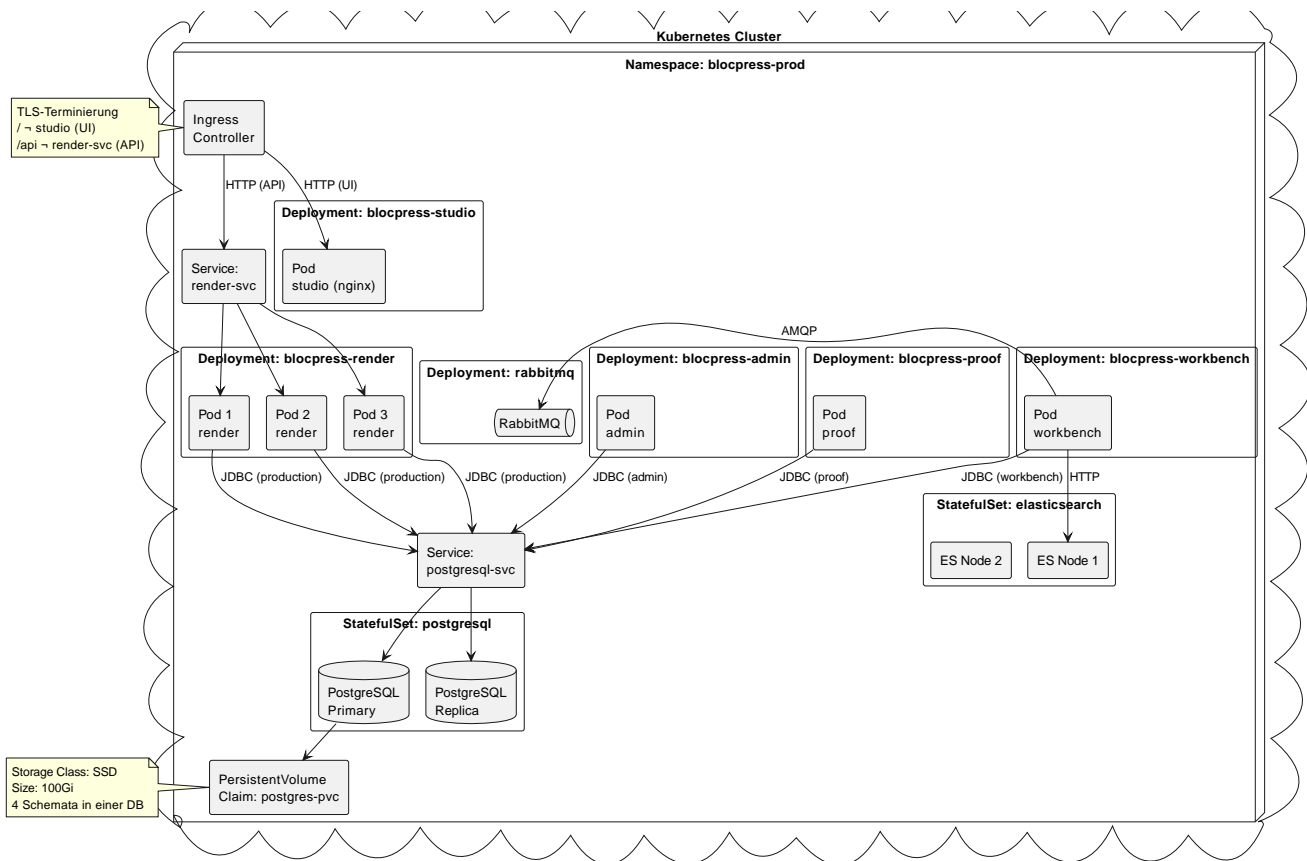 Kubernetes Cluster
Namespace: blocpress-prod
TLS-Terminierung
/ ¬ studio (UI)
/api ¬ render-svc (API)
Ingress
Controller
HTTP (API)
HTTP (UI)
Deployment: blocpress-studio
Service:
render-svc
Pod
studio (nginx)
AMQP
Deployment: blocpress-render
Pod 1
render
Pod 2
render
Pod 3
render
Deployment: rabbitmq
RabbitMQ
Deployment: blocpress-admin
Pod
admin
Deployment: blocpress-proof
Pod
proof
Deployment: blocpress-workbench
Pod
workbench
JDBC (production)
JDBC (production)
JDBC (production)
JDBC (admin)
JDBC (proof)
JDBC (workbench)
HTTP
StatefulSet: elasticsearch
ES Node 2
ES Node 1
Service:
postgresql-svc
StatefulSet: postgresql
PostgreSQL
Primary
PostgreSQL
Replica
Storage Class: SSD
Size: 100Gi
4 Schemata in einer DB
PersistentVolume
Claim: postgres-pvc